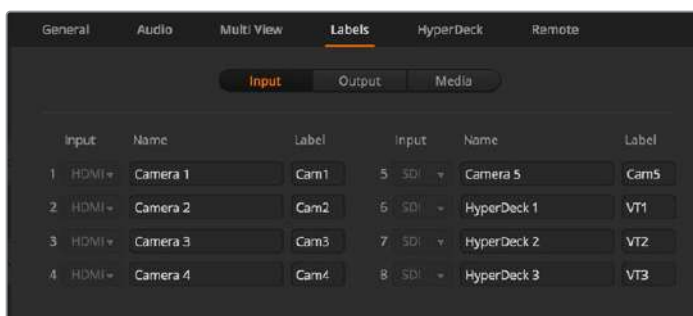 General Audio Multi View Labels HyperDeck Remote
Input Output Media
Input Name Label Input Name Label
1 HDMI Camera 1 Cam1 5 SDI Camera 5 Cam5
2 HDMI Camera 2 Cam2 6 SDI HyperDeck 1 VT1
3 HDMI Camera 3 Cam3 7 SDI HyperDeck 2 VT2
4 HDMI Camera 4 Cam4 8 SDI HyperDeck 3 VT3